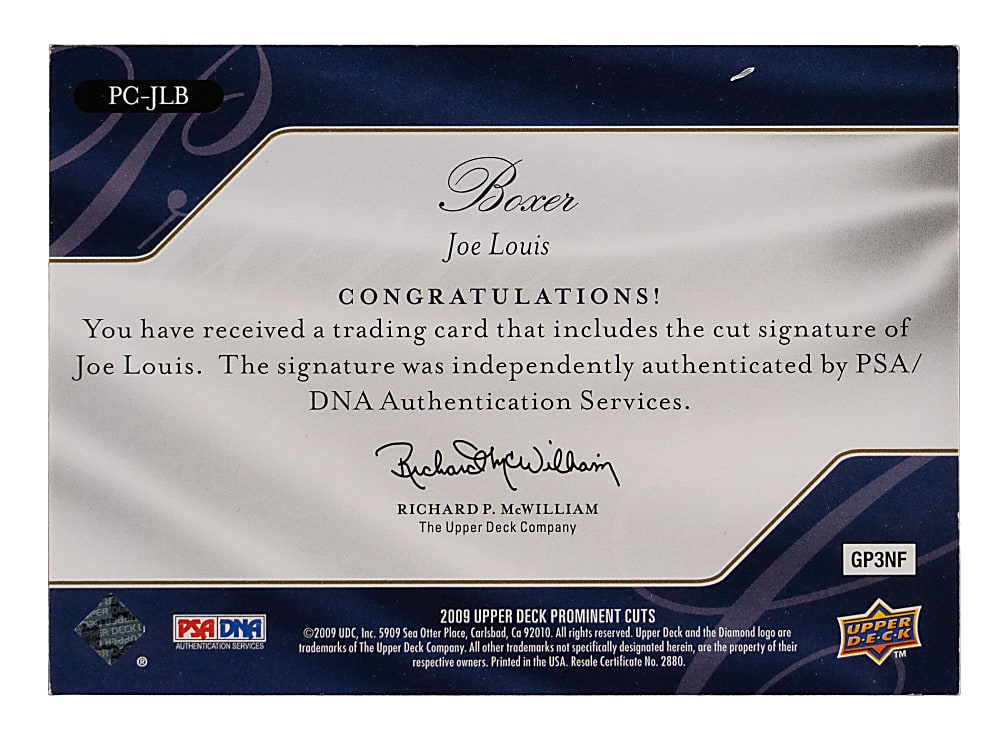 PC-JLB
Boxer
Joe Louis
CONGRATULATIONS!
You have received a trading card that includes the cut signature of
Joe Louis. The signature was independently authenticated by PSA/
DNA Authentication Services.
Richard McWilliam
RICHARD P. McWILLIAM
The Upper Deck Company
GP3NF
UPPER DECK
®
PSA DNA
AUTHENTICATION SERVICES
2009 UPPER DECK PROMINENT CUTS
©2009 UDC, Inc. 5909 Sea Otter Place, Carlsbad, Ca 92010. All rights reserved. Upper Deck and the Diamond logo are
trademarks of The Upper Deck Company. All other trademarks not specifically designated herein, are the property of their
respective owners. Printed in the USA. Resale Certificate No. 2880.
UPPER
D·E·C·K
TM